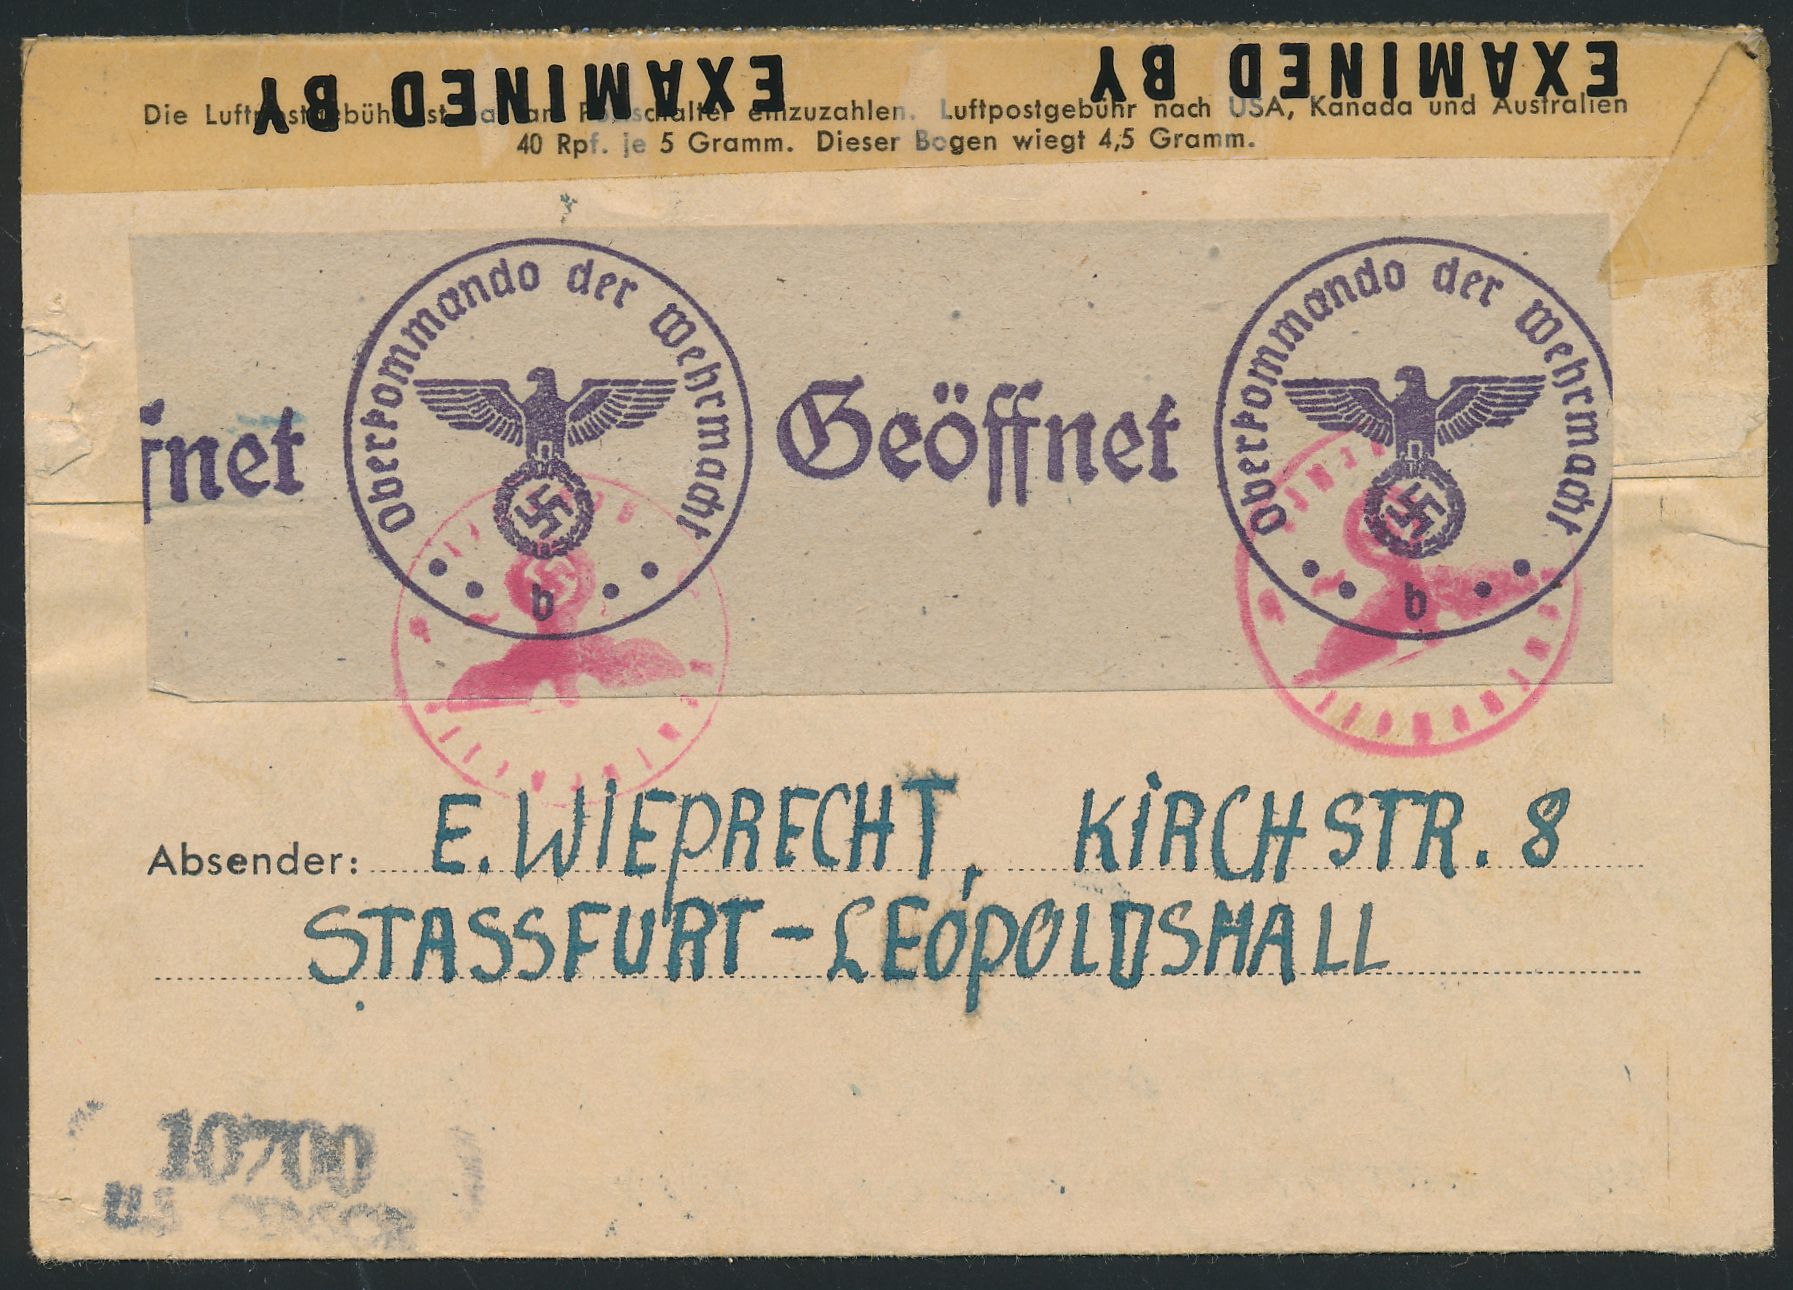 EXAMINED BY EXAMINED BY
Die Luftpostgebühr ist am Postschalter einzuzahlen. Luftpostgebühr nach USA, Kanada und Australien
40 Rpf. je 5 Gramm. Dieser Bogen wiegt 4,5 Gramm.
Oberkommando der Wehrmacht
b
ffnet
Geöffnet
Oberkommando der Wehrmacht
b
Absender: E. WIEPRECHT, KIRCHSTR. 8
STASSFURT-LEOPOLDSHALL
10700
U.S CENSOR